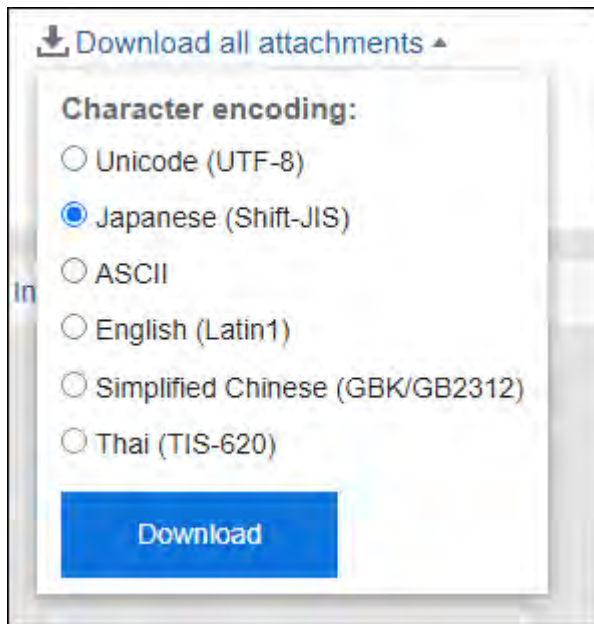 Download all attachments
Character encoding:
Unicode (UTF-8)
Japanese (Shift-JIS)
ASCII
In
English (Latin1)
Simplified Chinese (GBK/GB2312)
Thai (TIS-620)
Download